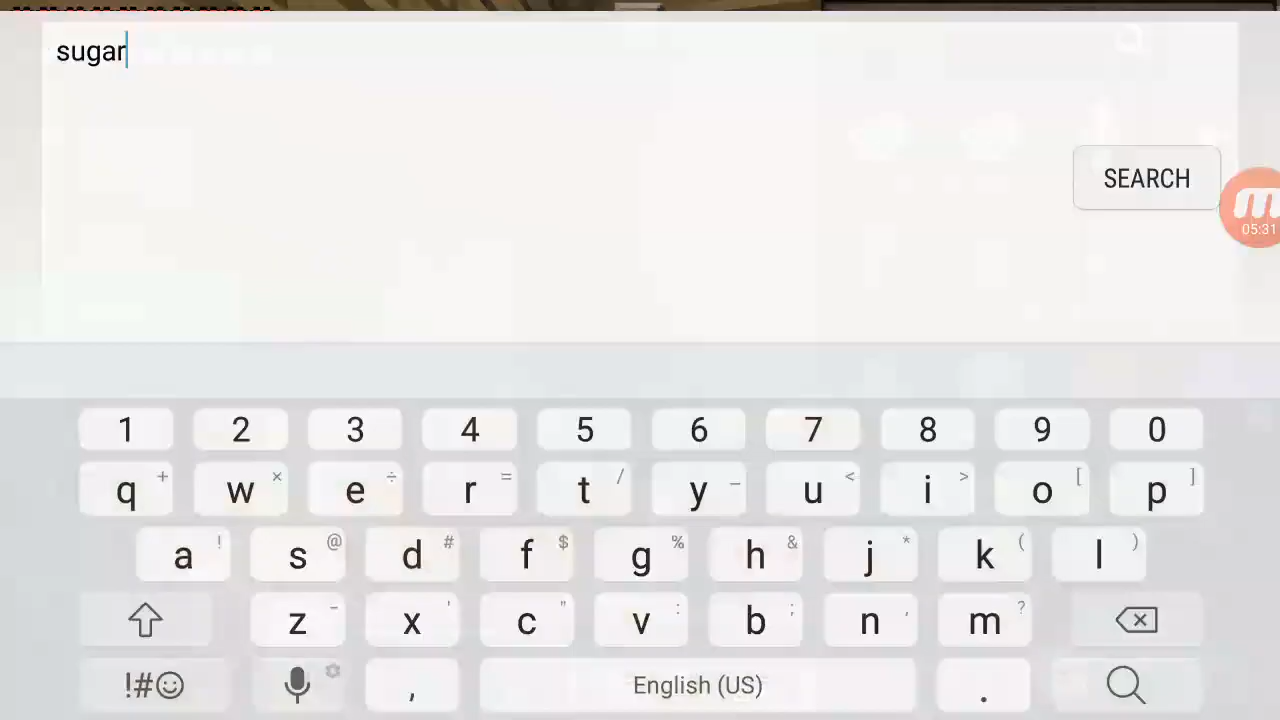 sugar
SEARCH
05:31
1 2 3 4 5 6 7 8 9 0
q + w × e ÷ r = t / y _ u < i > o [ p ]
a ! s @ d # f $ g % h & j * k ( l )
z - x ' c " v : b ; n , m ?
!#☺ , English (US) .